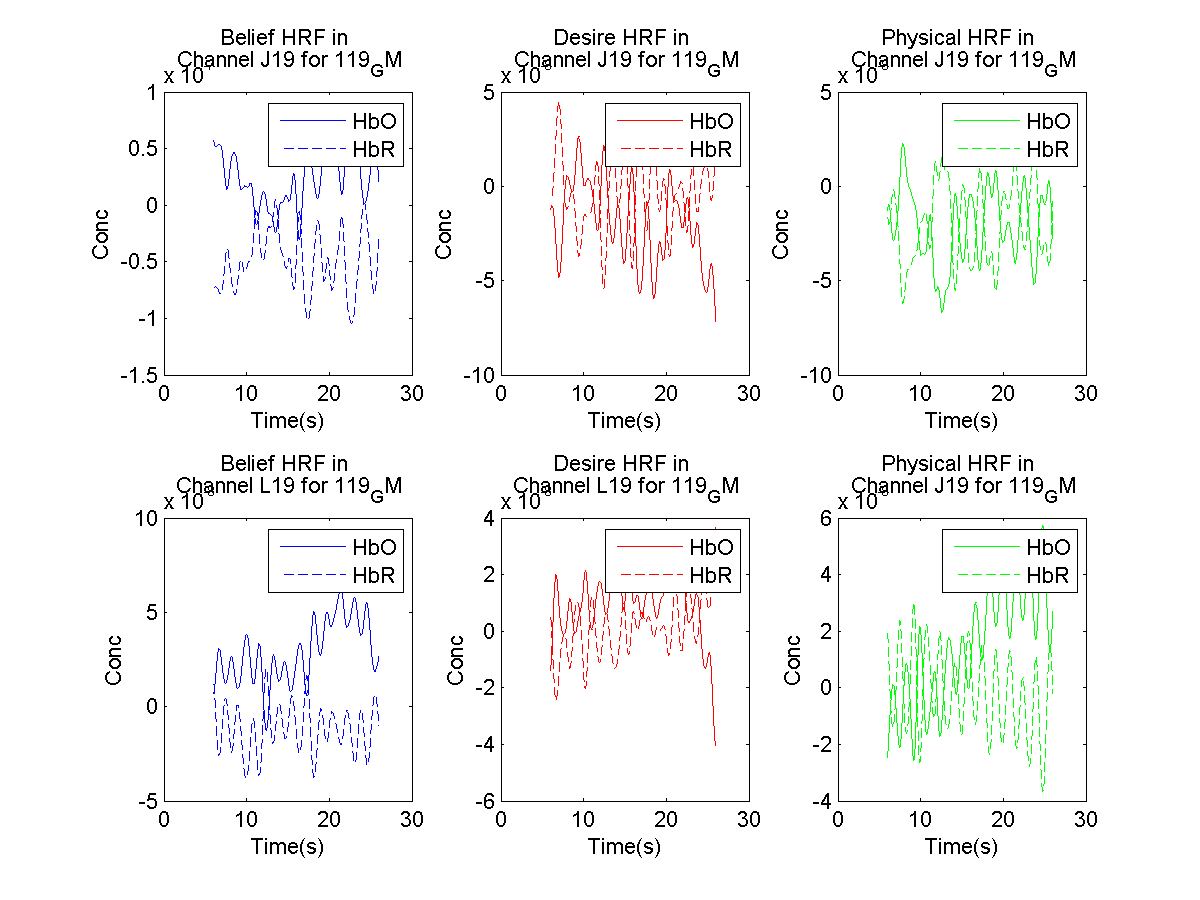 Belief HRF in
Channel J19 for 119GM
x 10
1
0.5
0
-0.5
-1
-1.5
Conc
HbO
HbR
0
10
20
30
Time(s)
Desire HRF in
Channel J19 for 119GM
x 10
5
0
-5
-10
Conc
HbO
HbR
0
10
20
30
Time(s)
Physical HRF in
Channel J19 for 119GM
x 10
5
0
-5
-10
Conc
HbO
HbR
0
10
20
30
Time(s)
Belief HRF in
Channel L19 for 119GM
x 10
10
5
0
-5
Conc
HbO
HbR
0
10
20
30
Time(s)
Desire HRF in
Channel L19 for 119GM
x 10
4
2
0
-2
-4
-6
Conc
HbO
HbR
0
10
20
30
Time(s)
Physical HRF in
Channel J19 for 119GM
x 10
6
4
2
0
-2
-4
Conc
HbO
HbR
0
10
20
30
Time(s)